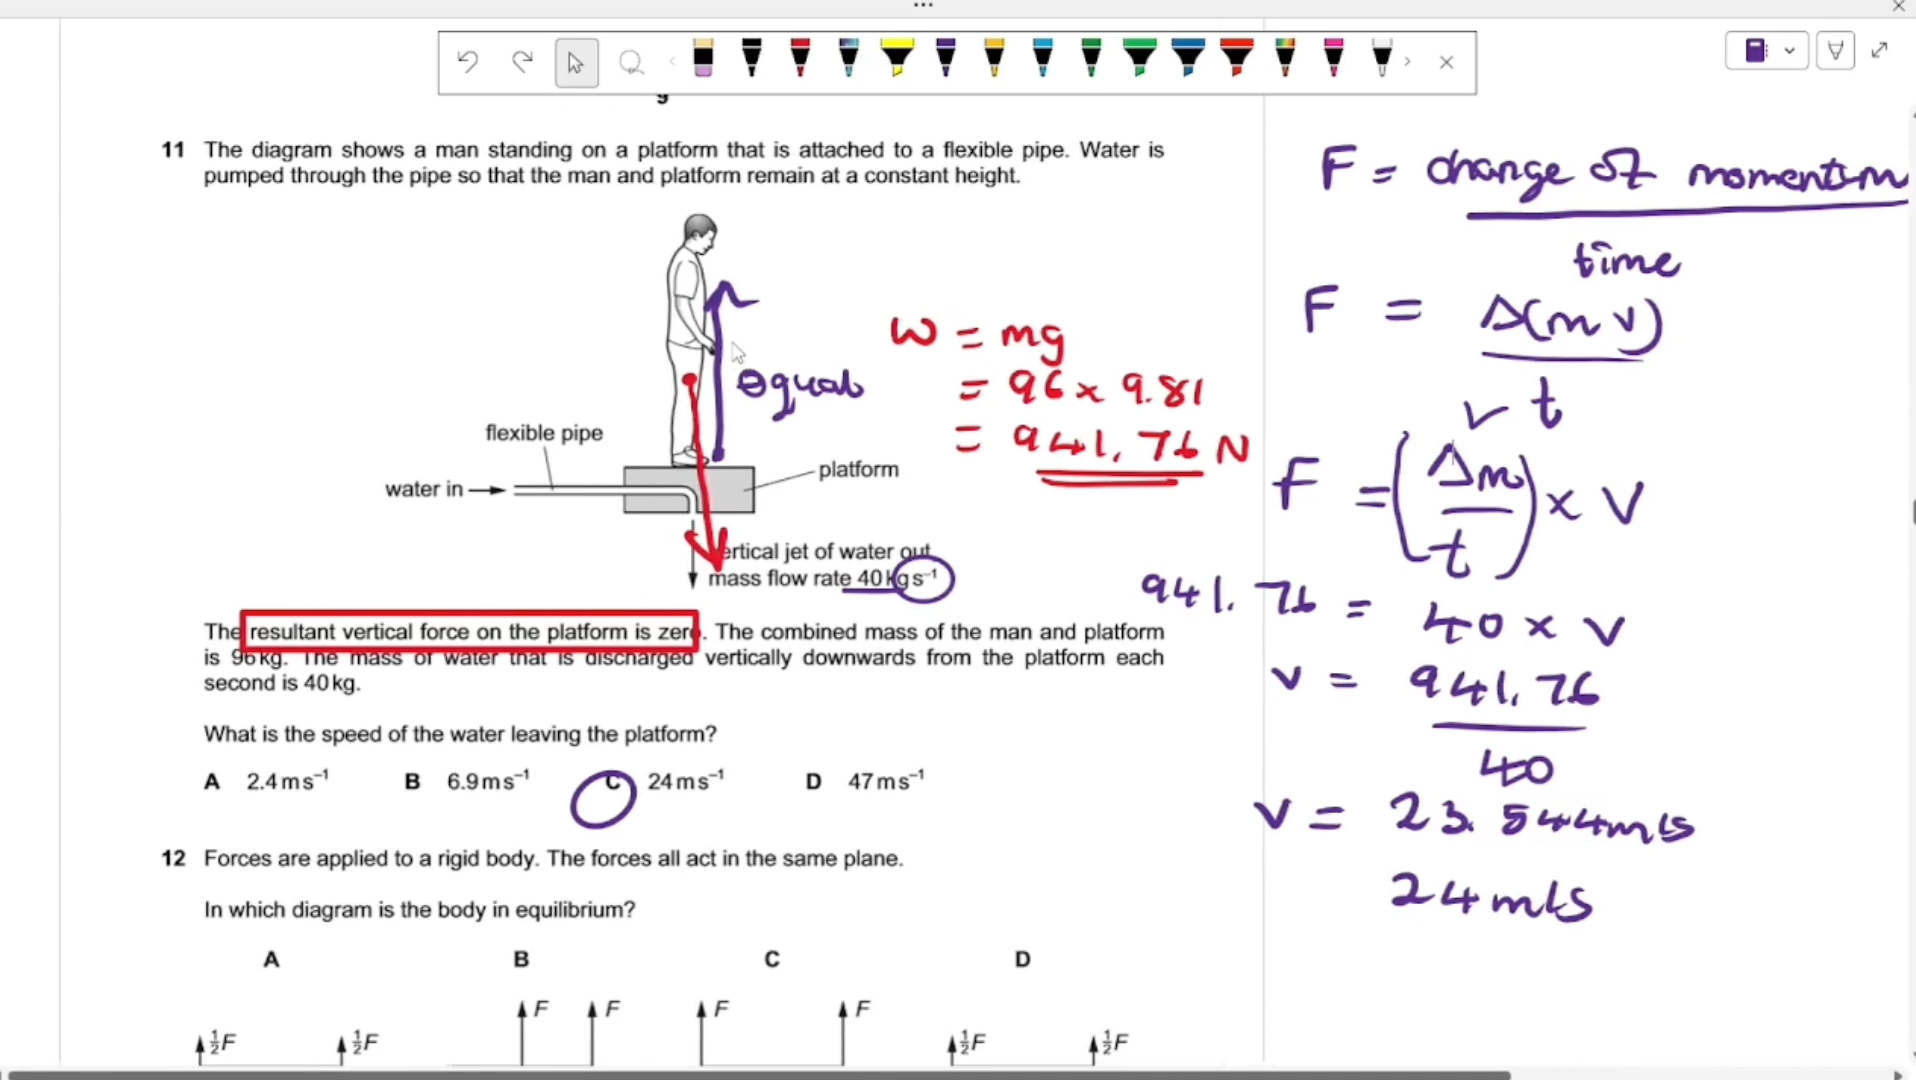 11 The diagram shows a man standing on a platform that is attached to a flexible pipe. Water is
pumped through the pipe so that the man and platform remain at a constant height.
equal
flexible pipe
water in
platform
vertical jet of water out
mass flow rate 40 kg s⁻¹
W = mg
= 96 × 9.81
= 941.76 N
The resultant vertical force on the platform is zero. The combined mass of the man and platform
is 96 kg. The mass of water that is discharged vertically downwards from the platform each
second is 40 kg.
What is the speed of the water leaving the platform?
A 2.4 m s⁻¹ B 6.9 m s⁻¹ C 24 m s⁻¹ D 47 m s⁻¹
12 Forces are applied to a rigid body. The forces all act in the same plane.
In which diagram is the body in equilibrium?
A B C D
½F ½F F F F F ½F ½F
F = change of momentum
time
F = Δ(mv)
t
F = (Δm/t) × v
941.76 = 40 × v
v = 941.76
40
v = 23.544 m/s
24 m/s